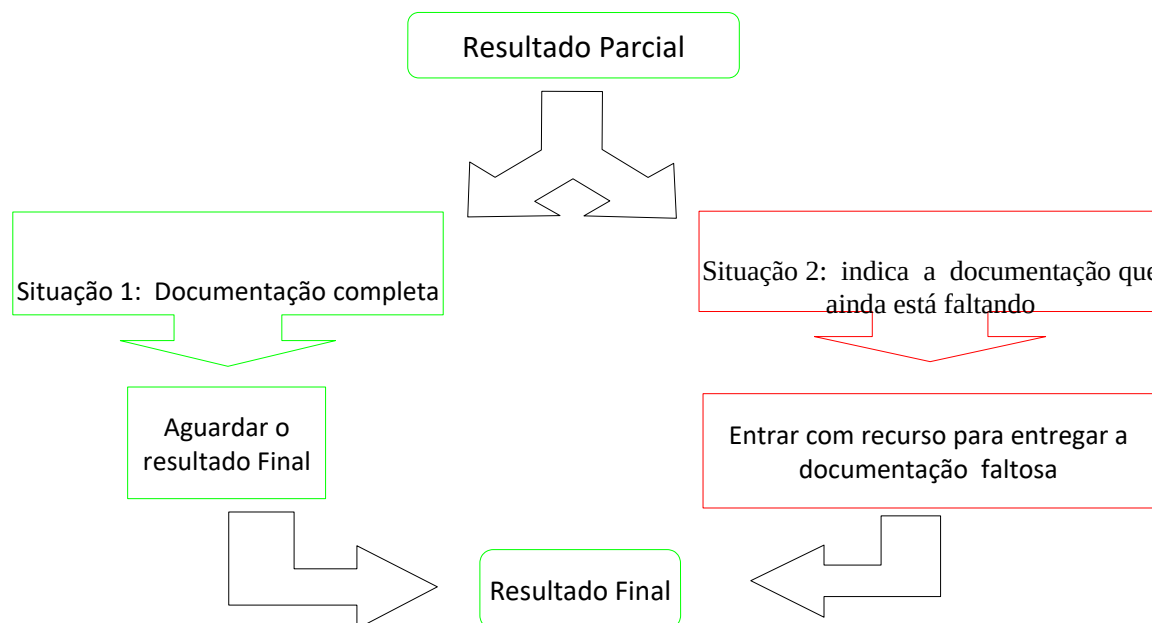 Resultado Parcial
Situação 1: Documentação completa
Situação 2: indica a documentação que
ainda está faltando
Aguardar o
resultado Final
Entrar com recurso para entregar a
documentação faltosa
Resultado Final